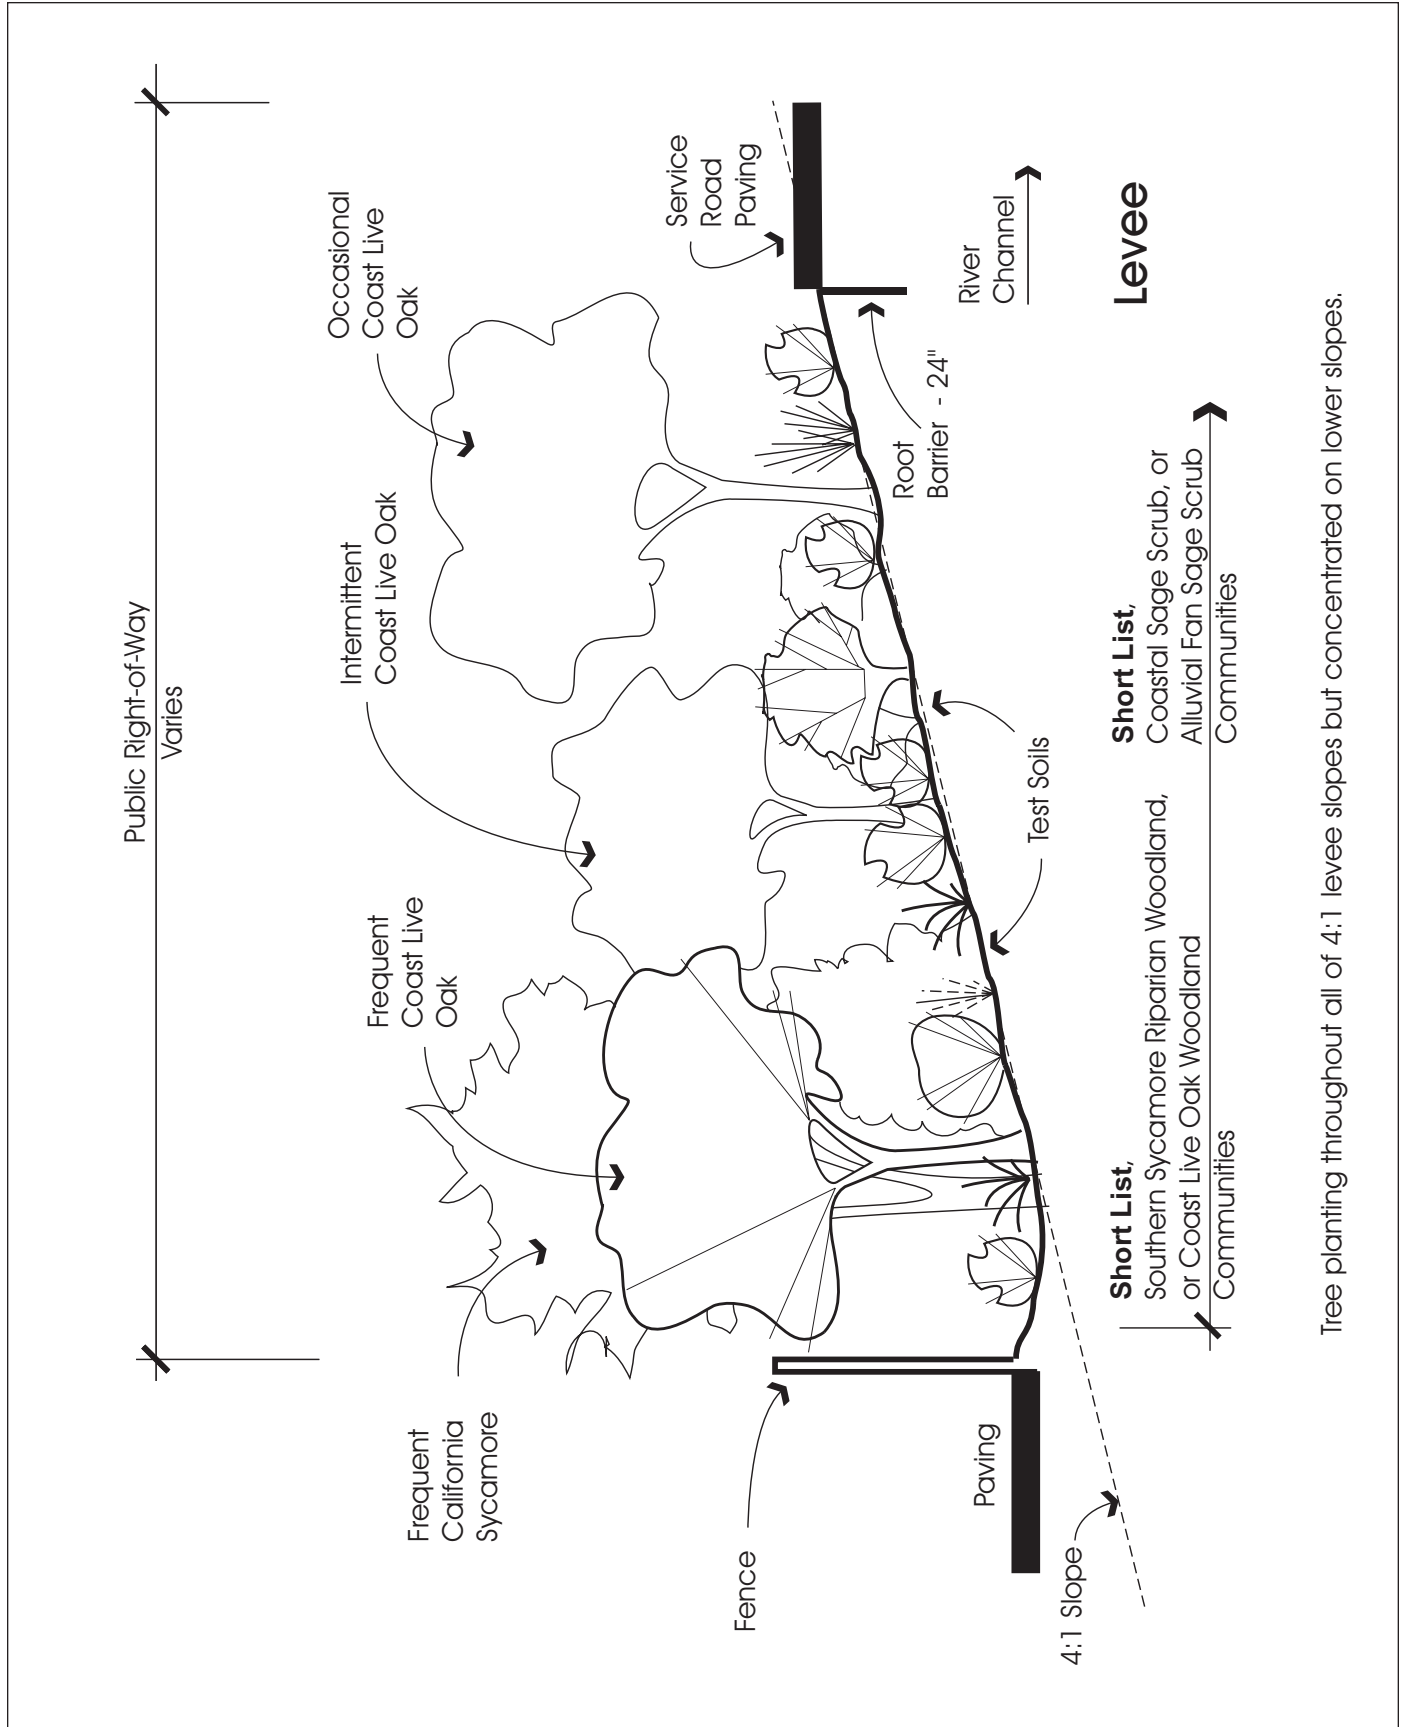 Public Right-of-Way
Varies
Frequent
California
Sycamore
Frequent
Coast Live
Oak
Intermittent
Coast Live Oak
Occasional
Coast Live
Oak
Service
Road
Paving
Fence
Paving
4:1 Slope
Test Soils
Root
Barrier - 24"
River
Channel
Levee
Short List,
Southern Sycamore Riparian Woodland,
or Coast Live Oak Woodland
Communities
Short List,
Coastal Sage Scrub, or
Alluvial Fan Sage Scrub
Communities
Tree planting throughout all of 4:1 levee slopes but concentrated on lower slopes.